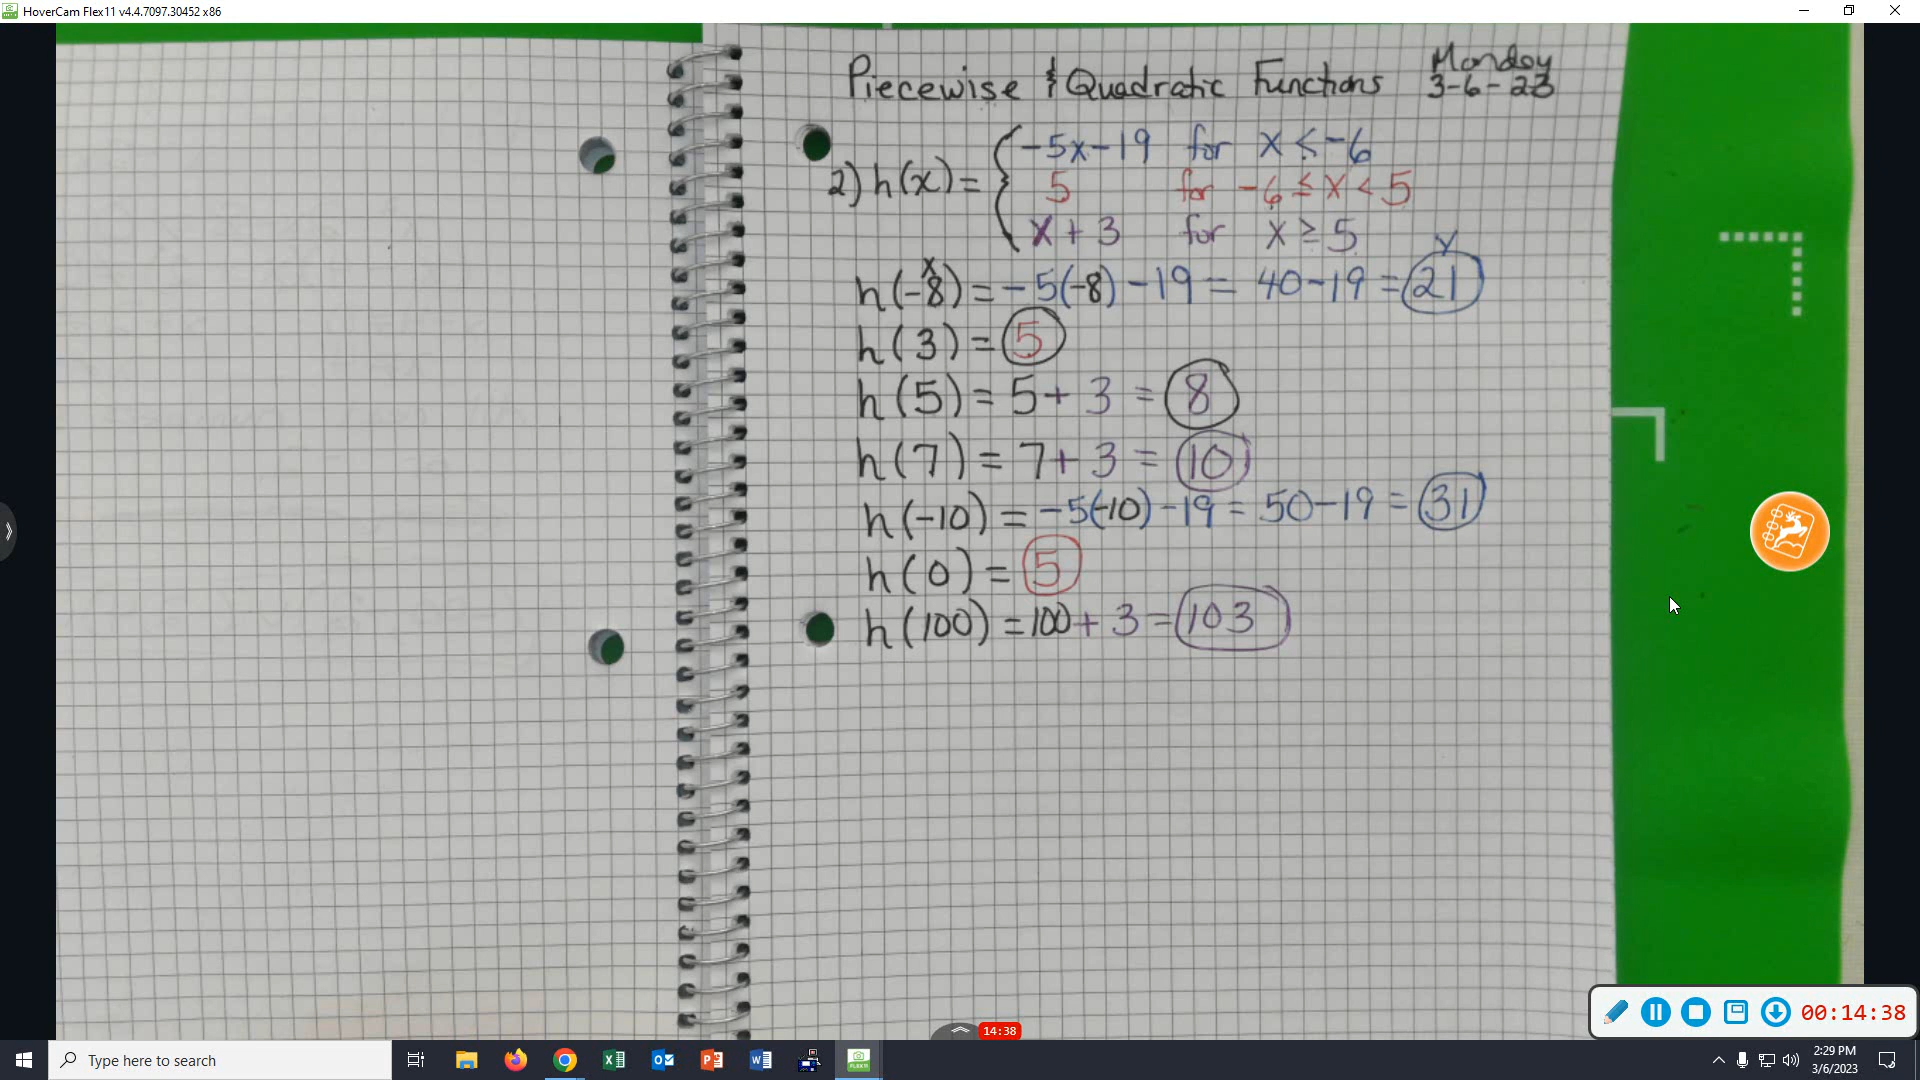 HoverCam Flex11 v4.4.7097.30452 x86
Piecewise & Quadratic Functions
Monday
3-6-23
2) h(x) = { -5x-19 for x < -6
5 for -6 ≤ x < 5
x + 3 for x ≥ 5
x
y
h(-8) = -5(-8) -19 = 40-19 = 21
h(3) = 5
h(5) = 5+ 3 = 8
h(7) = 7+ 3 = 10
h(-10) = -5(-10) -19 = 50-19 = 31
h(0) = 5
h(100) = 100+ 3 = 103
00:14:38
14:38
Type here to search
2:29 PM
3/6/2023